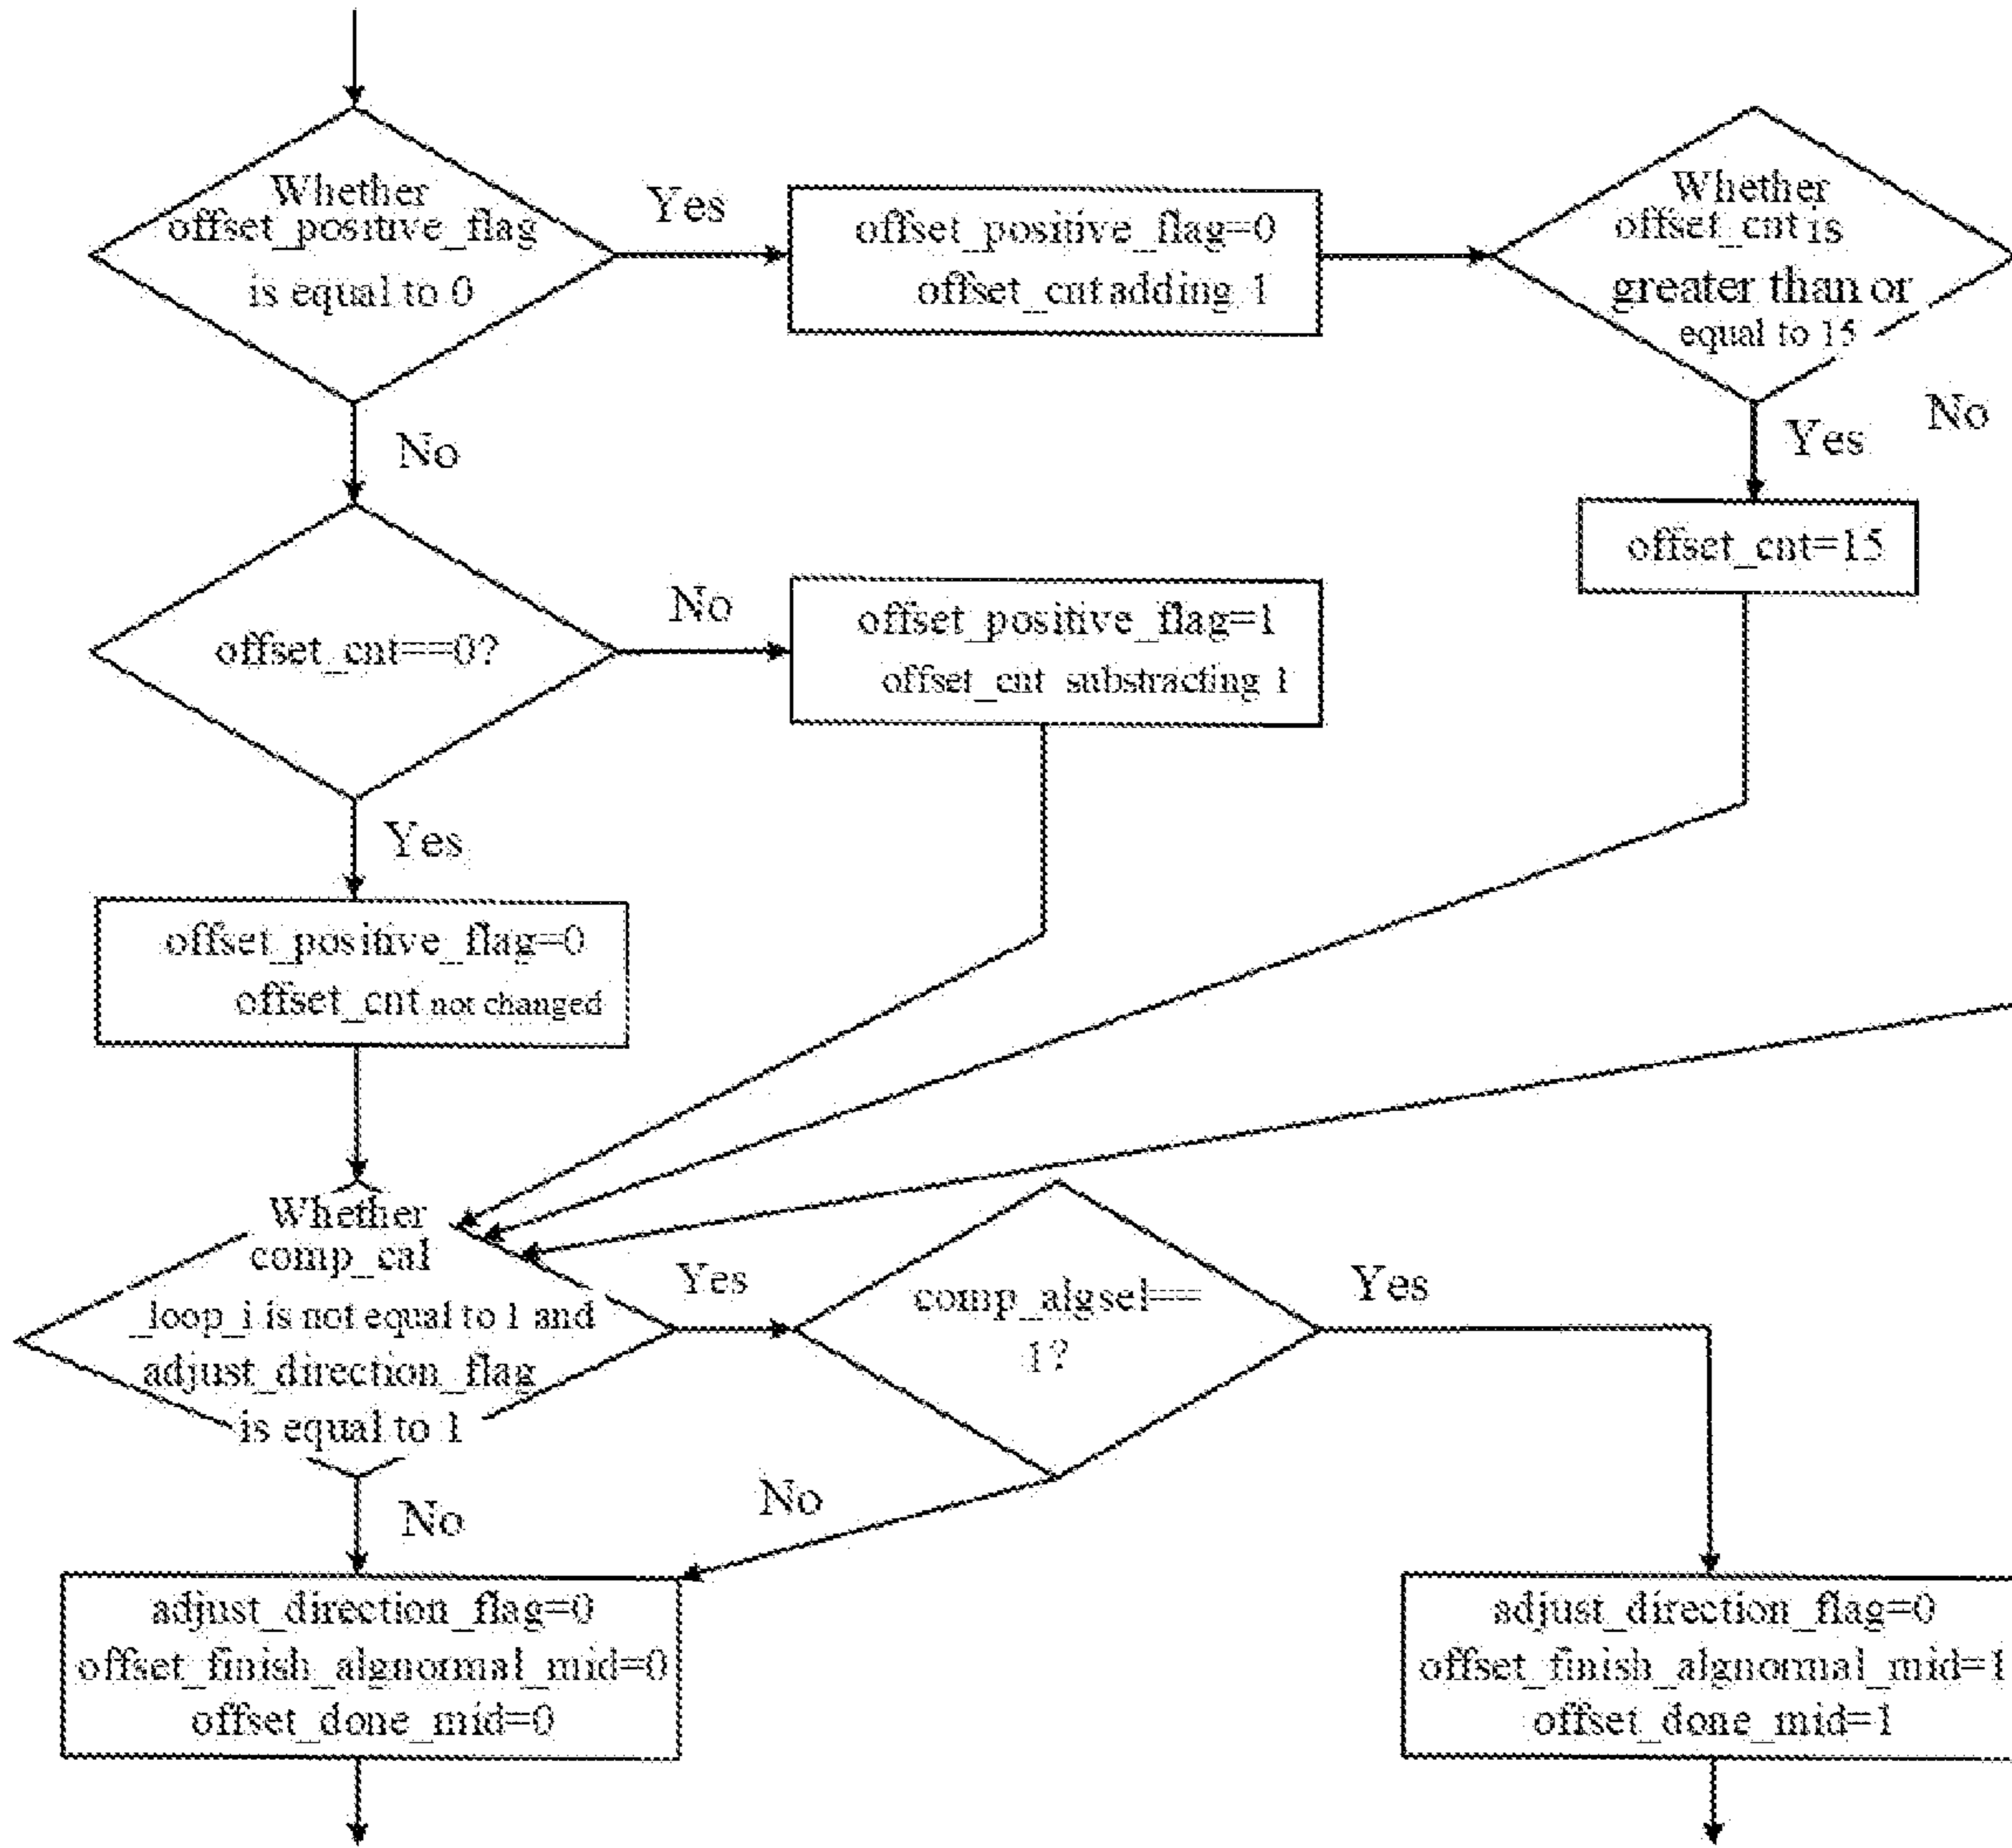 Whether
offset_positive_flag
is equal to 0
Yes
offset_positive_flag=0
offset_cnt adding 1
Whether
offset_cnt is
greater than or
equal to 15
No
Yes
No
offset_cnt=15
offset_cnt==0?
No
offset_positive_flag=1
offset_cnt substracting 1
Yes
offset_positive_flag=0
offset_cnt not changed
Whether
comp_cal
_loop_i is not equal to 1 and
adjust_direction_flag
is equal to 1
Yes
comp_algsel==
1?
Yes
No
No
adjust_direction_flag=0
offset_finish_algnormal_mid=0
offset_done_mid=0
adjust_direction_flag=0
offset_finish_algnormal_mid=1
offset_done_mid=1